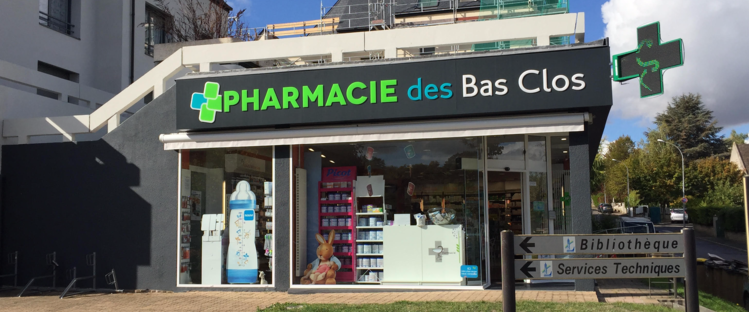 PHARMACIE des Bas Clos
Bibliothèque
Services Techniques